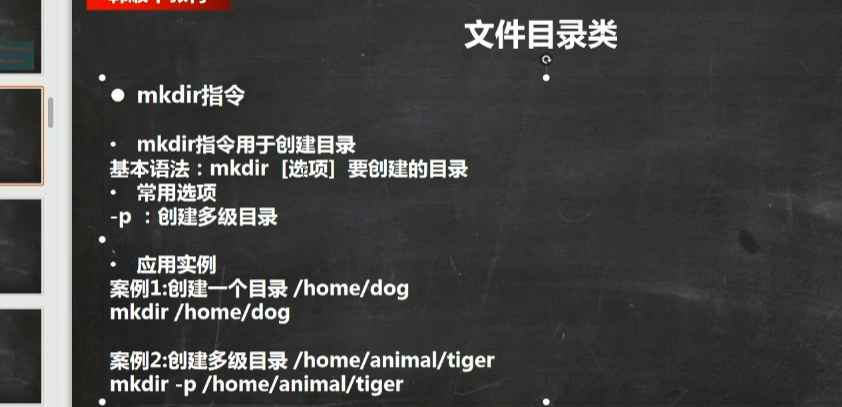 文件目录类
● mkdir指令
• mkdir指令用于创建目录
基本语法：mkdir [选项] 要创建的目录
• 常用选项
-p ：创建多级目录
• 应用实例
案例1:创建一个目录 /home/dog
mkdir /home/dog
案例2:创建多级目录 /home/animal/tiger
mkdir -p /home/animal/tiger